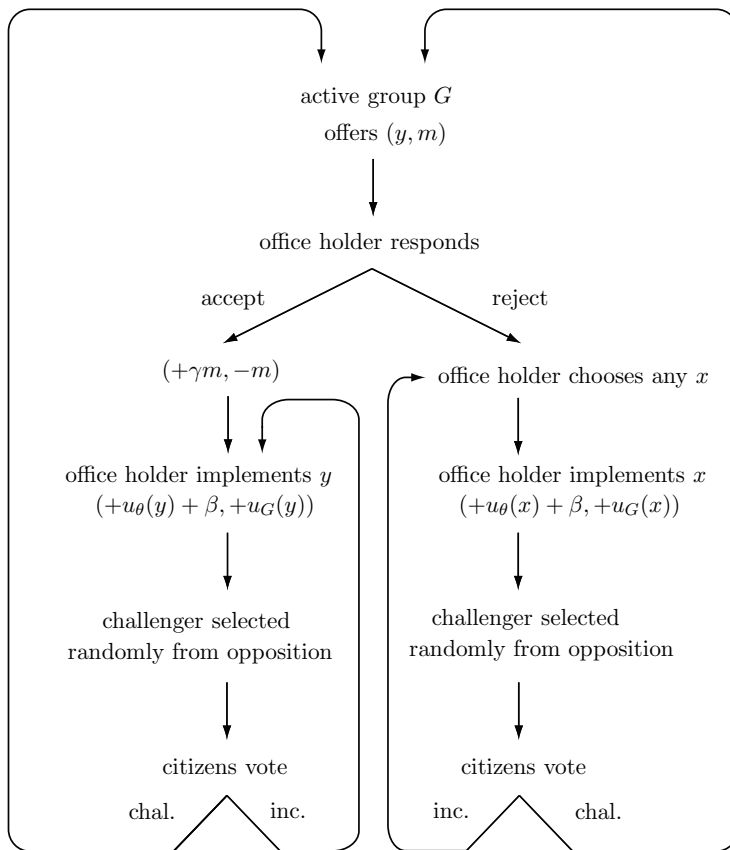 active group G
offers (y, m)
office holder responds
accept
reject
(+γm, −m)
office holder chooses any x
office holder implements y
(+u_θ(y) + β, +u_G(y))
office holder implements x
(+u_θ(x) + β, +u_G(x))
challenger selected
randomly from opposition
challenger selected
randomly from opposition
citizens vote
citizens vote
chal.
inc.
inc.
chal.